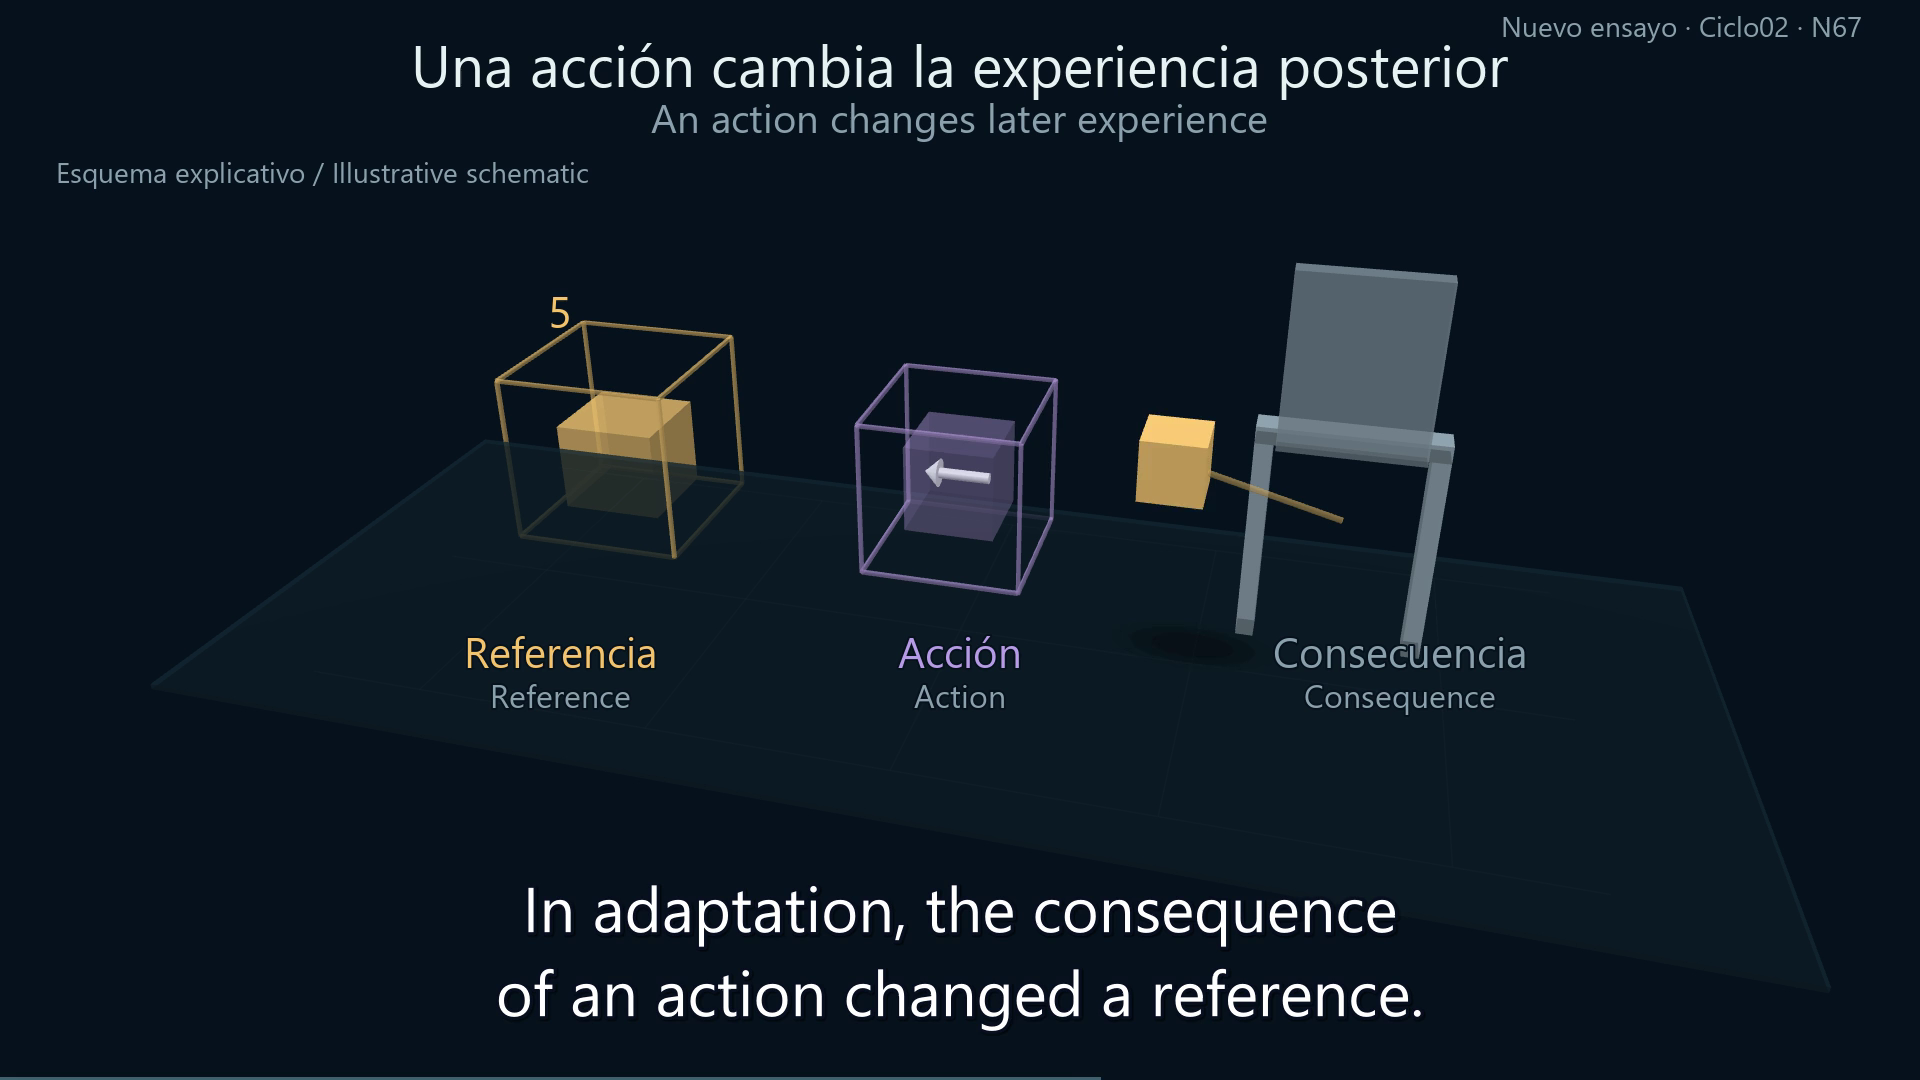 Nuevo ensayo · Ciclo02 · N67
Una acción cambia la experiencia posterior
An action changes later experience
Esquema explicativo / Illustrative schematic
5
Referencia
Reference
Acción
Action
Consecuencia
Consequence
In adaptation, the consequence
of an action changed a reference.